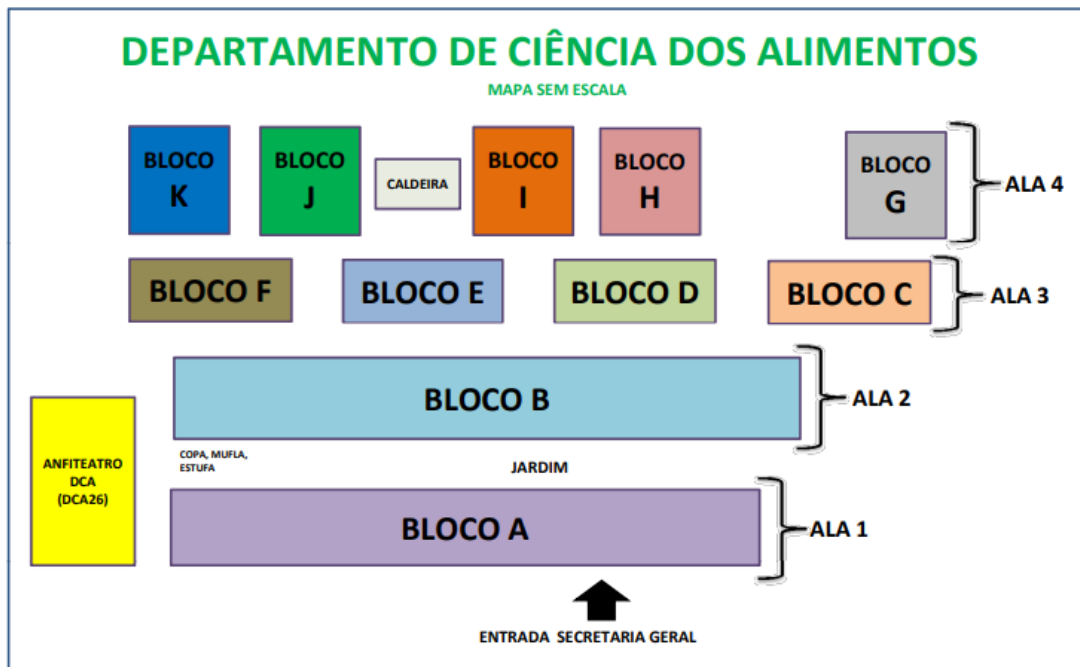 DEPARTAMENTO DE CIÊNCIA DOS ALIMENTOS
MAPA SEM ESCALA
BLOCO
K
BLOCO
J
CALDEIRA
BLOCO
I
BLOCO
H
BLOCO
G
ALA 4
BLOCO F
BLOCO E
BLOCO D
BLOCO C
ALA 3
BLOCO B
ALA 2
ANFITEATRO
DCA
(DCA26)
COPA, MUFLA,
ESTUFA
JARDIM
BLOCO A
ALA 1
ENTRADA SECRETARIA GERAL